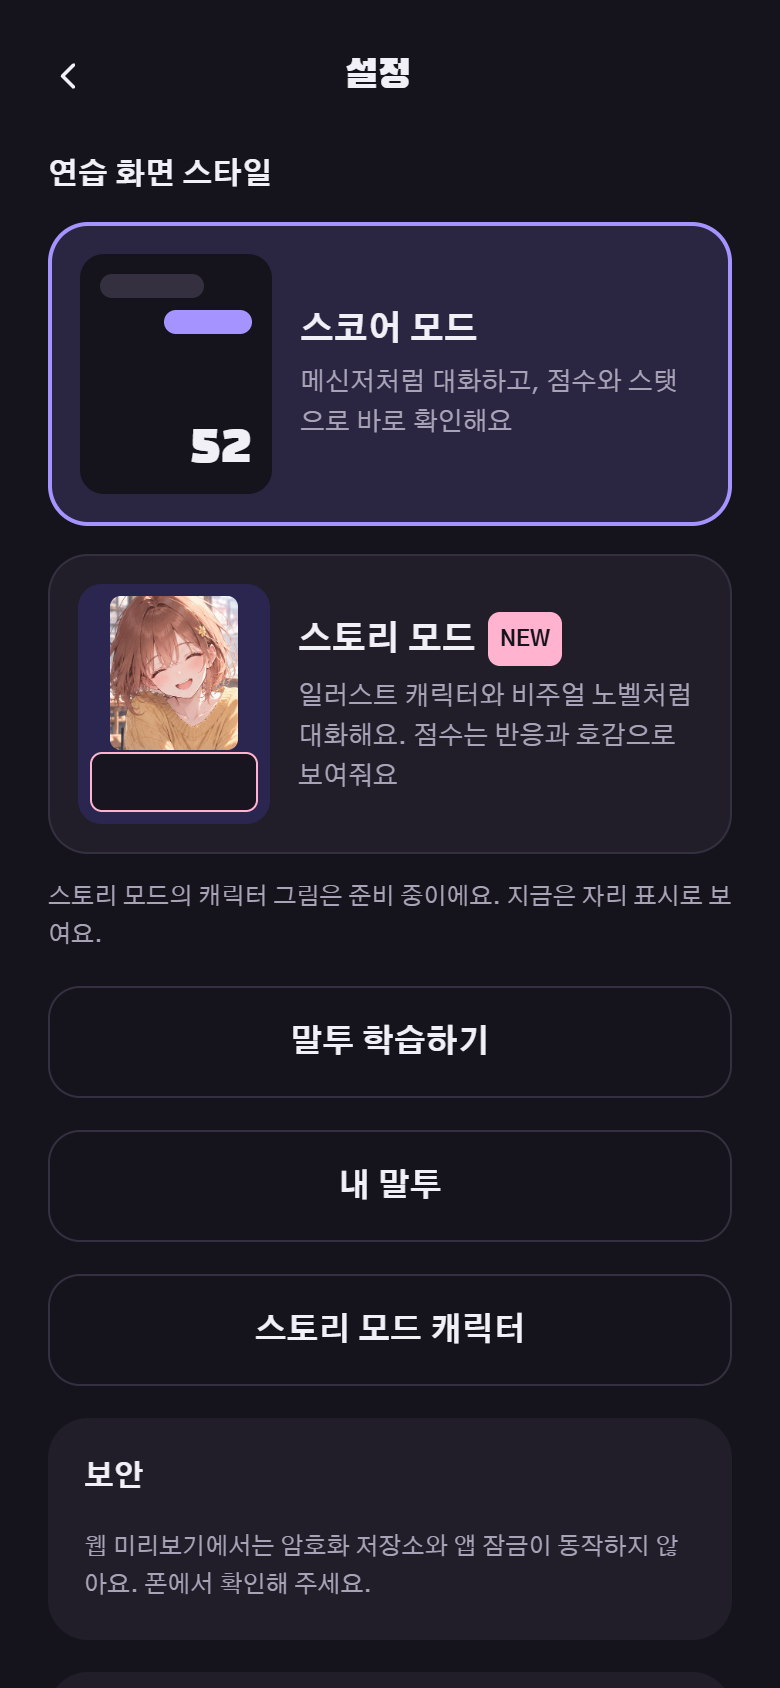 설정
연습 화면 스타일
52
스코어 모드
메신저처럼 대화하고, 점수와 스탯
으로 바로 확인해요
스토리 모드 NEW
일러스트 캐릭터와 비주얼 노벨처럼
대화해요. 점수는 반응과 호감으로
보여줘요
스토리 모드의 캐릭터 그림은 준비 중이에요. 지금은 자리 표시로 보
여요.
말투 학습하기
내 말투
스토리 모드 캐릭터
보안
웹 미리보기에서는 암호화 저장소와 앱 잠금이 동작하지 않
아요. 폰에서 확인해 주세요.